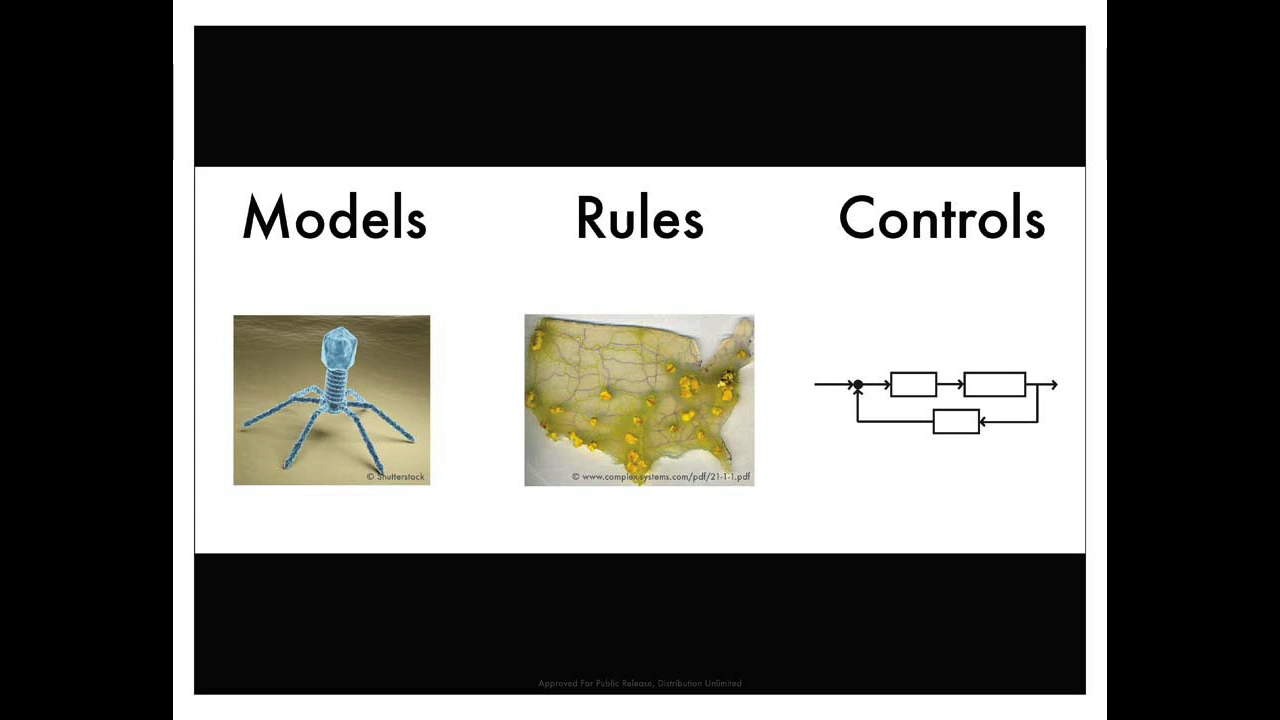 Models
Rules
Controls
© Shutterstock
© www.complex-systems.com/pdf/21-1-1.pdf
Approved For Public Release, Distribution Unlimited